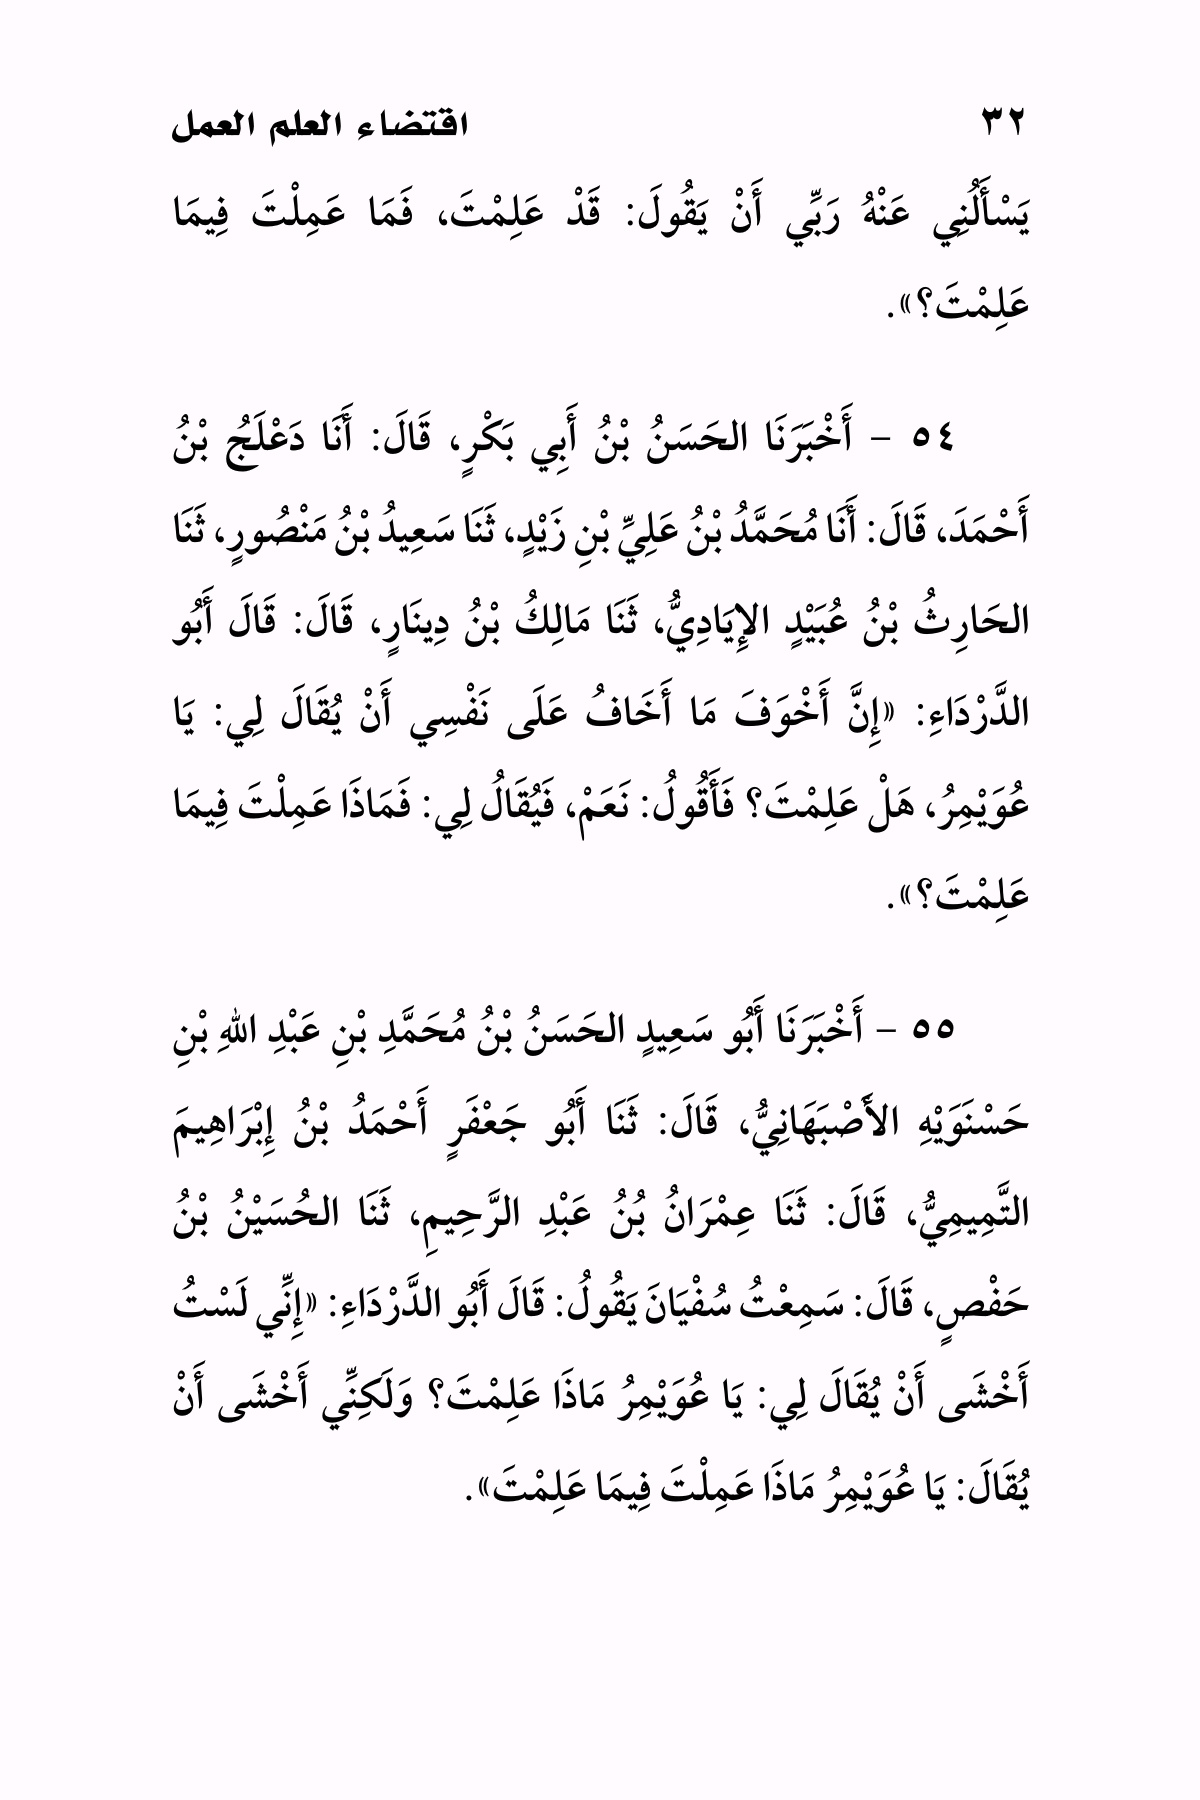 ٣٢ اقتضاء العلم العمل
يَسْأَلُنِي عَنْهُ رَبِّي أَنْ يَقُولَ: قَدْ عَلِمْتَ، فَمَا عَمِلْتَ فِيمَا
عَلِمْتَ؟».
٥٤ – أَخْبَرَنَا الحَسَنُ بْنُ أَبِي بَكْرٍ، قَالَ: أَنَا دَعْلَجُ بْنُ
أَحْمَدَ، قَالَ: أَنَا مُحَمَّدُ بْنُ عَلِيِّ بْنِ زَيْدٍ، ثَنَا سَعِيدُ بْنُ مَنْصُورٍ، ثَنَا
الحَارِثُ بْنُ عُبَيْدٍ الإِيَادِيُّ، ثَنَا مَالِكُ بْنُ دِينَارٍ، قَالَ: قَالَ أَبُو
الدَّرْدَاءِ: «إِنَّ أَخْوَفَ مَا أَخَافُ عَلَى نَفْسِي أَنْ يُقَالَ لِي: يَا
عُوَيْمِرُ، هَلْ عَلِمْتَ؟ فَأَقُولُ: نَعَمْ، فَيُقَالُ لِي: فَمَاذَا عَمِلْتَ فِيمَا
عَلِمْتَ؟».
٥٥ – أَخْبَرَنَا أَبُو سَعِيدٍ الحَسَنُ بْنُ مُحَمَّدِ بْنِ عَبْدِ اللهِ بْنِ
حَسْنَوَيْهِ الأَصْبَهَانِيُّ، قَالَ: ثَنَا أَبُو جَعْفَرٍ أَحْمَدُ بْنُ إِبْرَاهِيمَ
التَّمِيمِيُّ، قَالَ: ثَنَا عِمْرَانُ بُنُ عَبْدِ الرَّحِيمِ، ثَنَا الحُسَيْنُ بْنُ
حَفْصٍ، قَالَ: سَمِعْتُ سُفْيَانَ يَقُولُ: قَالَ أَبُو الدَّرْدَاءِ: «إِنِّي لَسْتُ
أَخْشَى أَنْ يُقَالَ لِي: يَا عُوَيْمِرُ مَاذَا عَلِمْتَ؟ وَلَكِنِّي أَخْشَى أَنْ
يُقَالَ: يَا عُوَيْمِرُ مَاذَا عَمِلْتَ فِيمَا عَلِمْتَ».